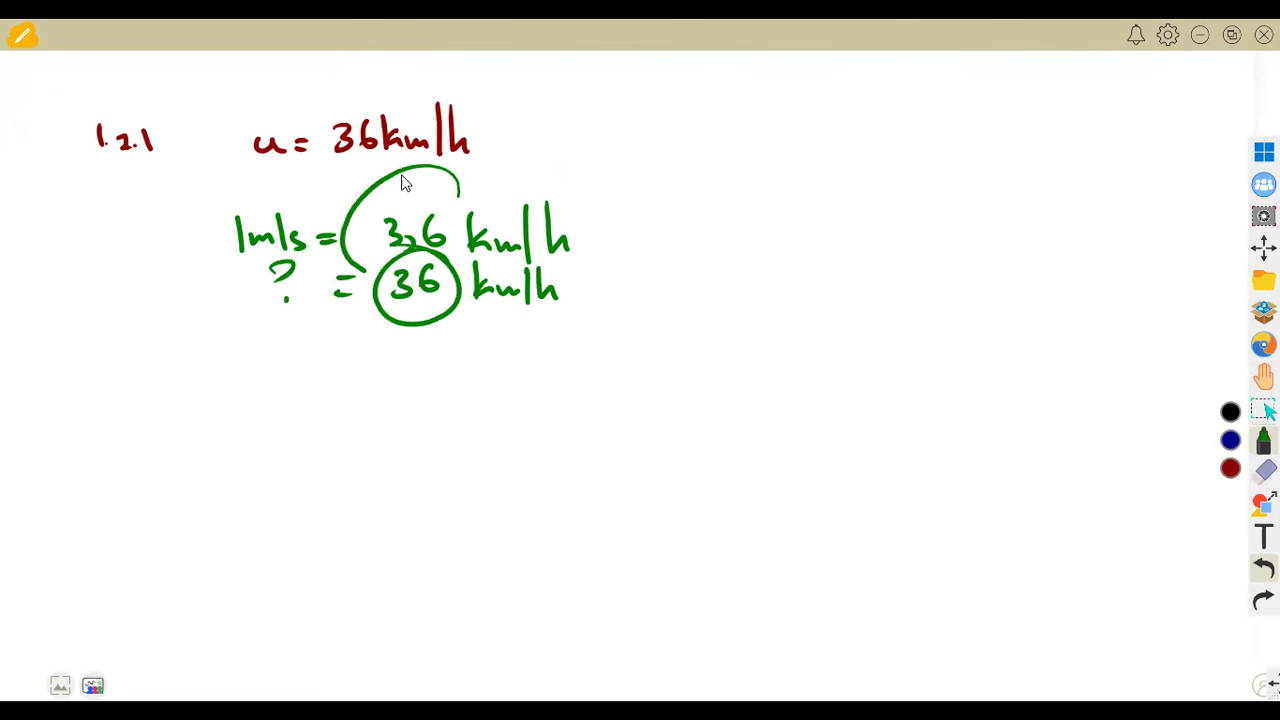 1.2.1 u = 36km/h
1m/s = 3,6 km/h
? = 36 km/h
T